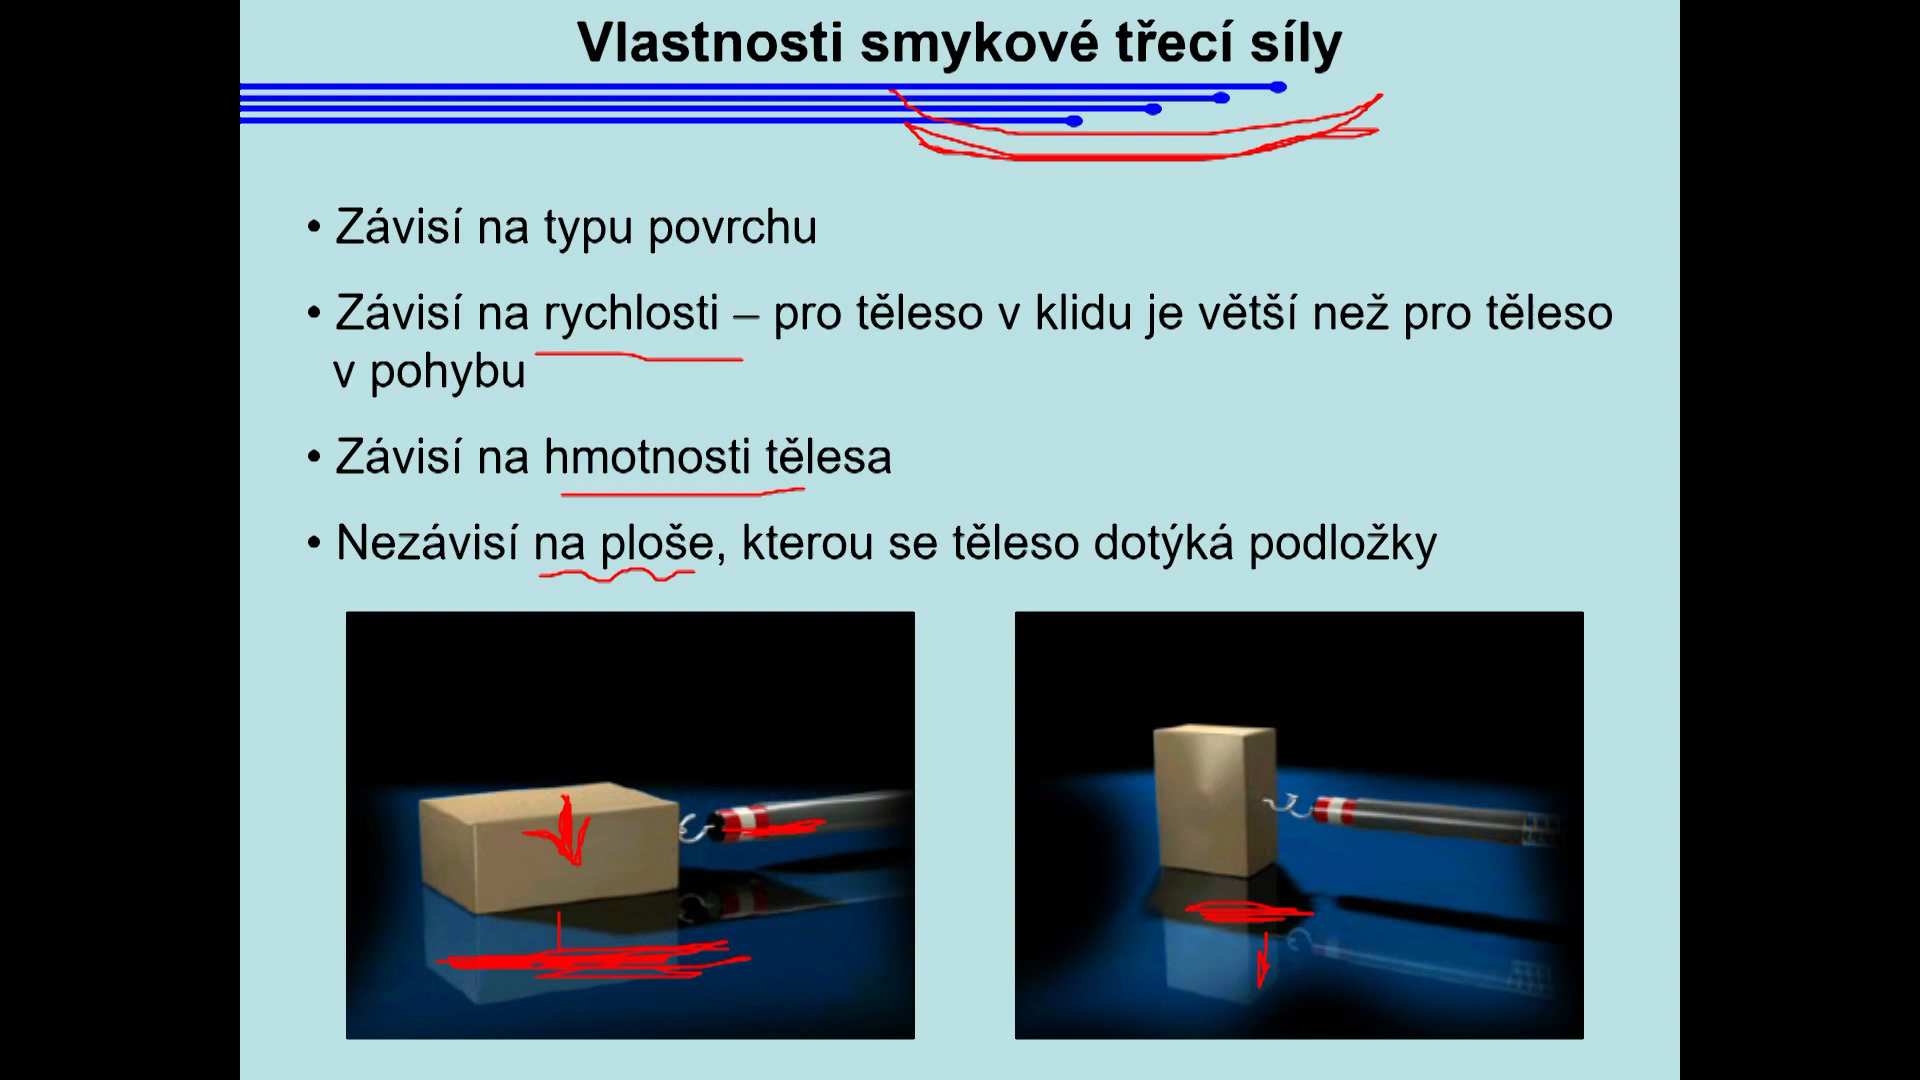 Vlastnosti smykové třecí síly
• Závisí na typu povrchu
• Závisí na rychlosti – pro těleso v klidu je větší než pro těleso
v pohybu
• Závisí na hmotnosti tělesa
• Nezávisí na ploše, kterou se těleso dotýká podložky